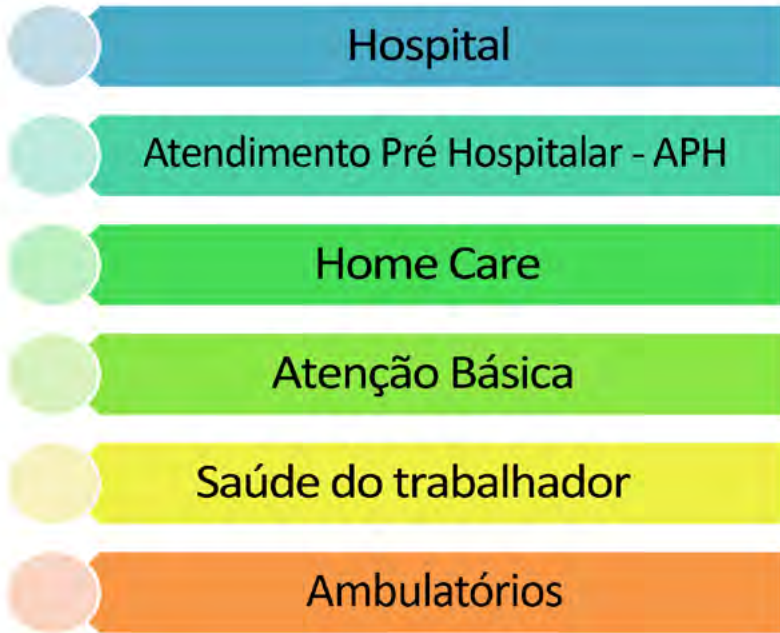 Hospital
Atendimento Pré Hospitalar - APH
Home Care
Atenção Básica
Saúde do trabalhador
Ambulatórios